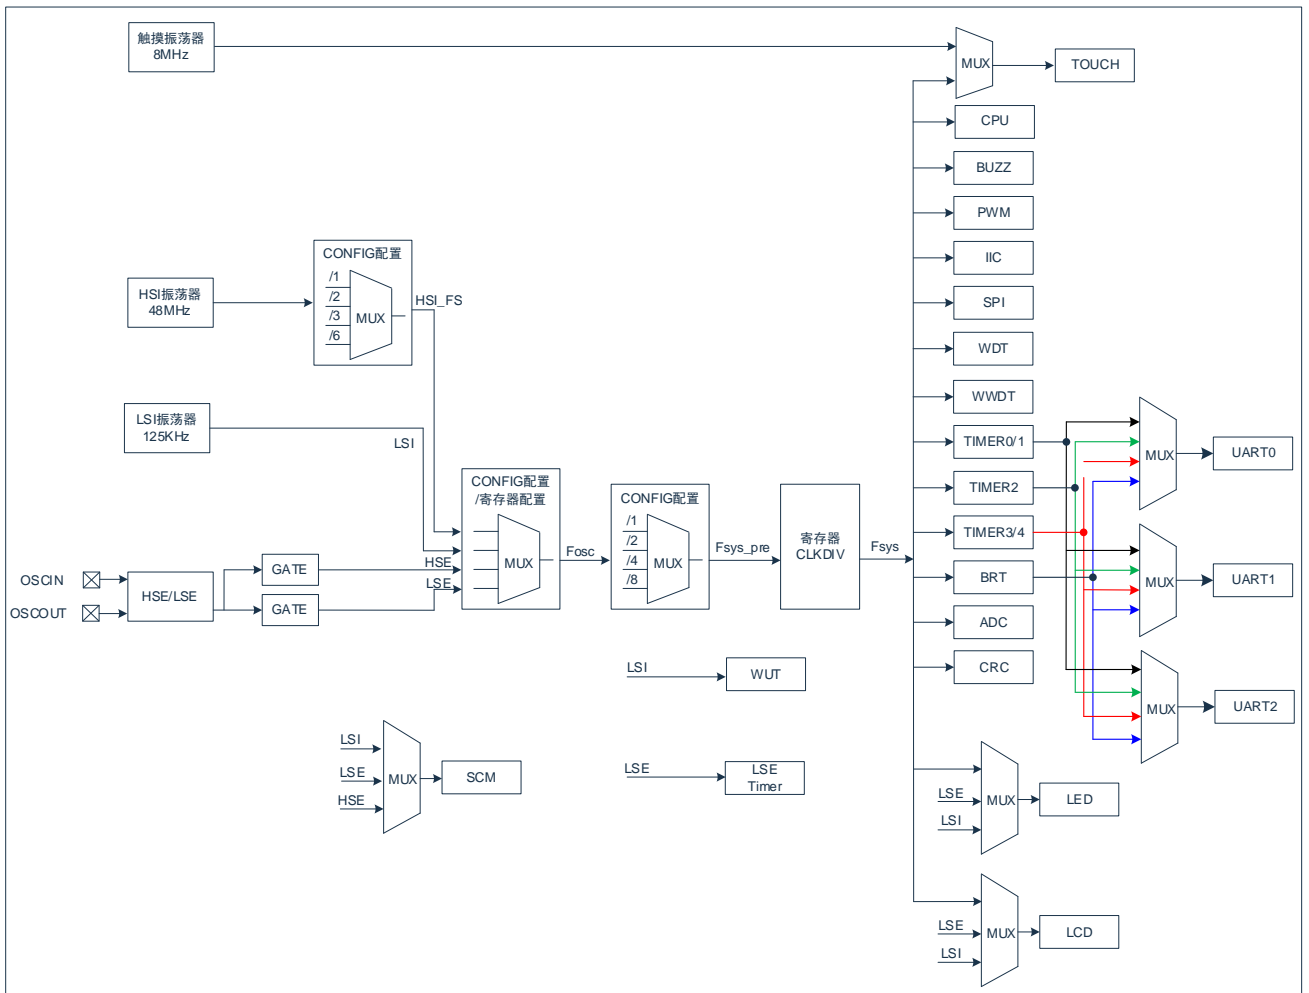 触摸振荡器
8MHz
MUX
TOUCH
CPU
BUZZ
PWM
IIC
SPI
WDT
WWDT
TIMER0/1
TIMER2
TIMER3/4
BRT
ADC
CRC
HSI振荡器
48MHz
CONFIG配置
/1
/2
/3
/6
MUX
HSI_FS
LSI振荡器
125KHz
LSI
OSCIN
OSCOUT
HSE/LSE
GATE
GATE
HSE
LSE
CONFIG配置
/寄存器配置
MUX
Fosc
CONFIG配置
/1
/2
/4
/8
MUX
Fsys_pre
寄存器
CLKDIV
Fsys
MUX
UART0
MUX
UART1
MUX
UART2
LSI
WUT
LSE
LSE
Timer
LSI
LSE
HSE
MUX
SCM
LSE
LSI
MUX
LED
LSE
LSI
MUX
LCD